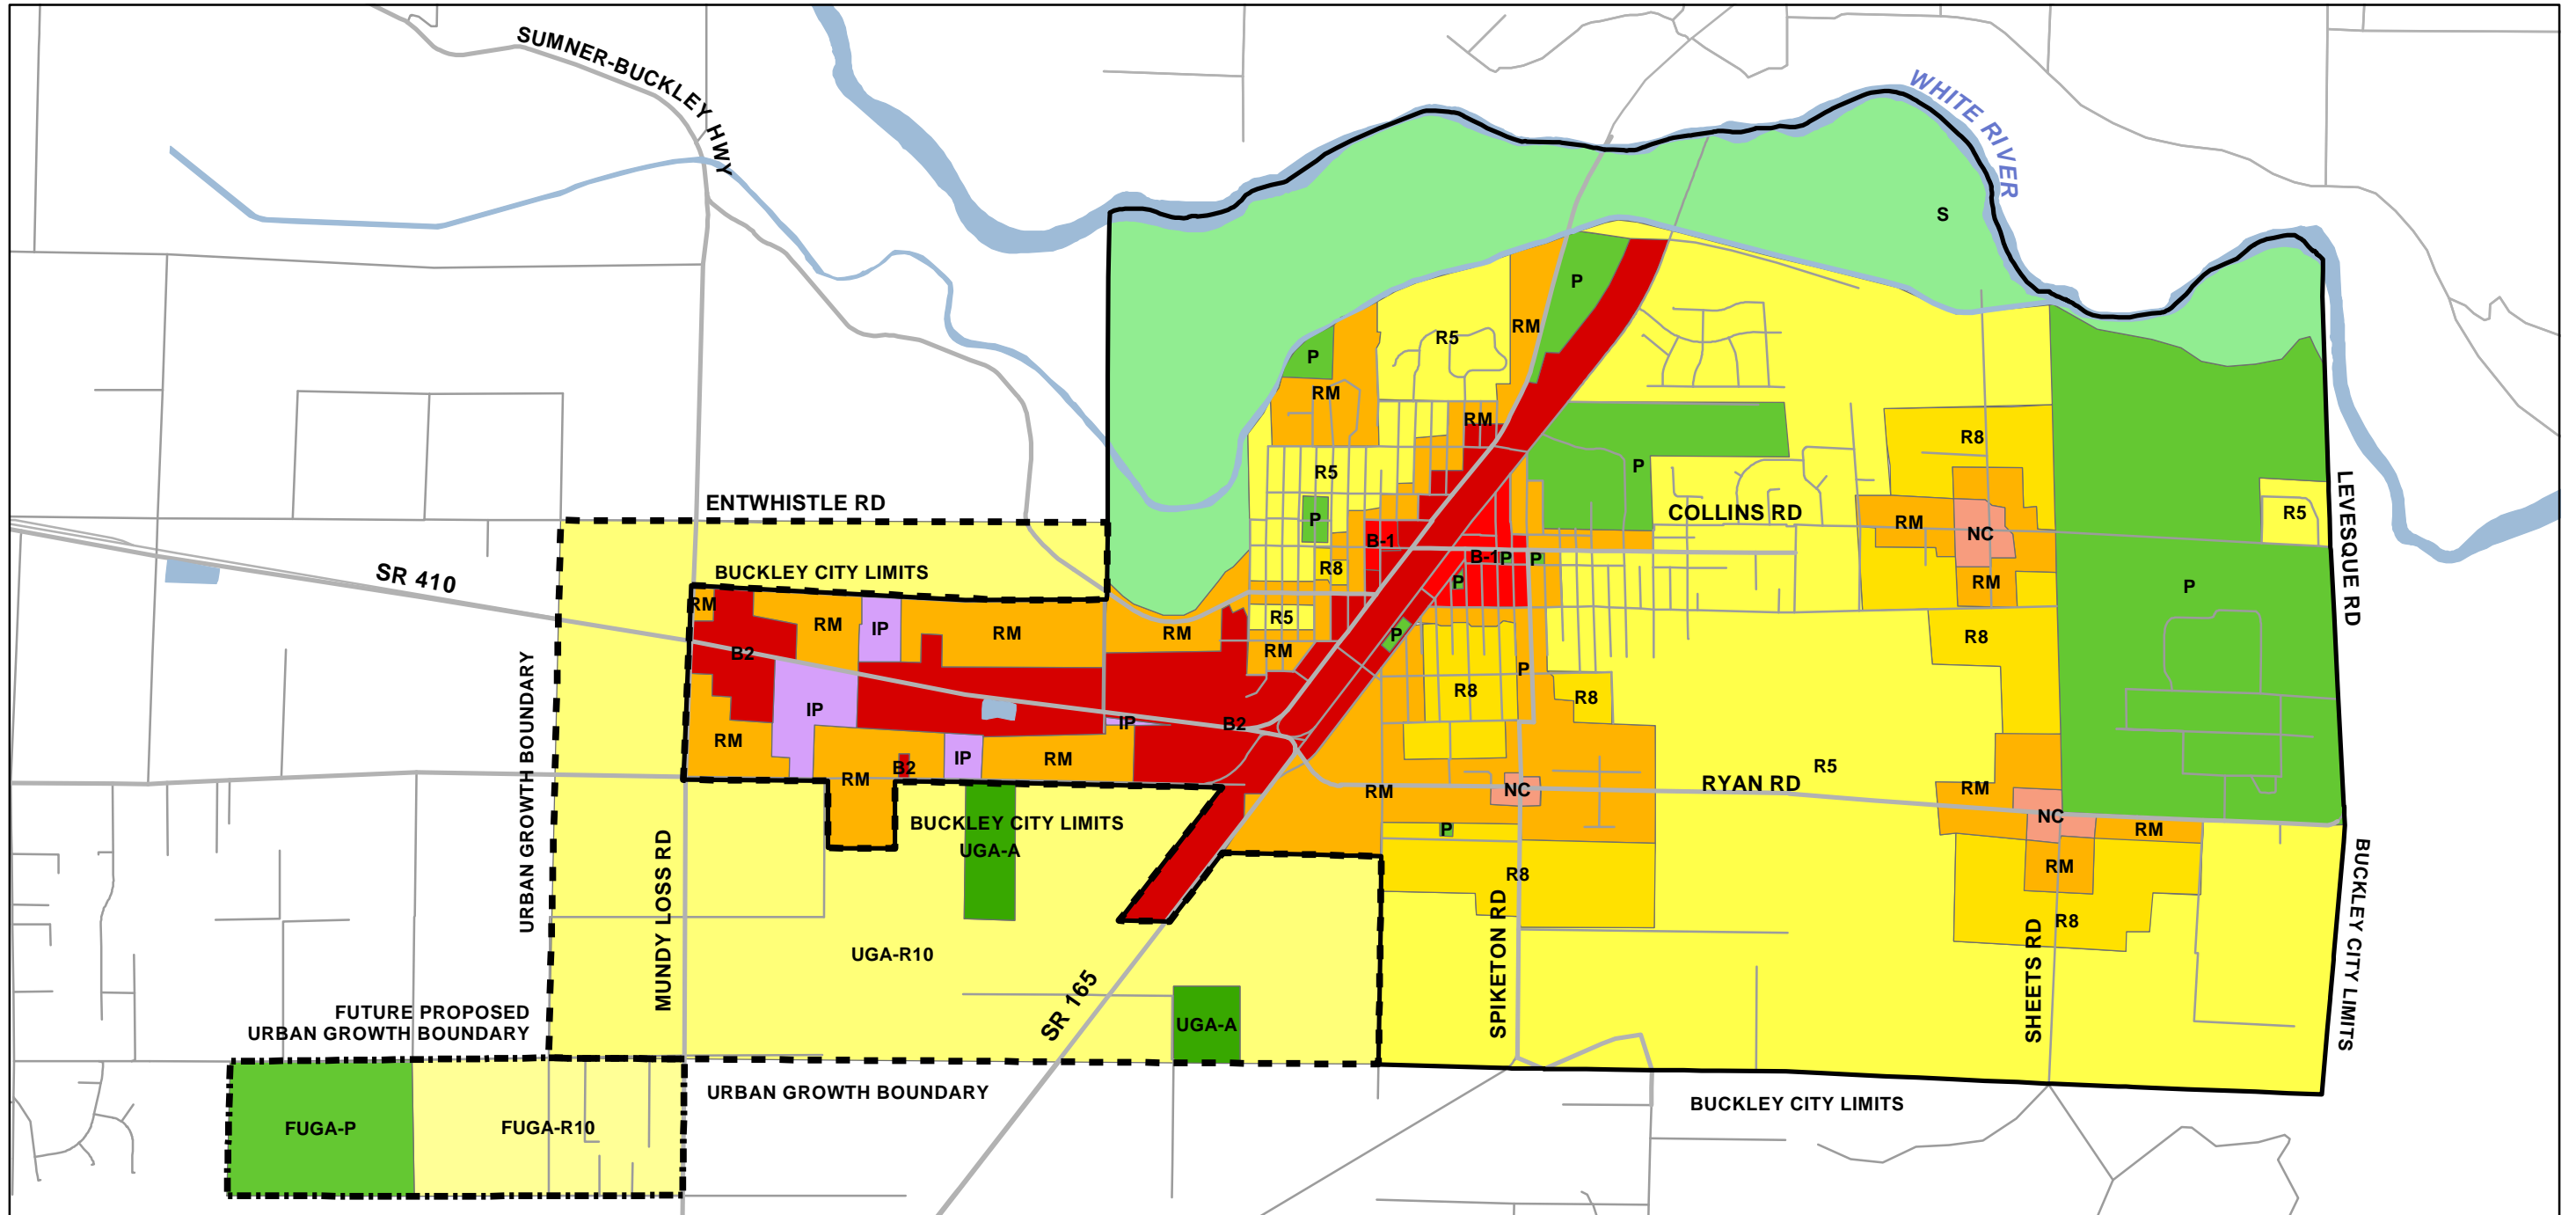 SUMNER-BUCKLEY HWY
WHITE RIVER
S
P
RM
R5
P
RM
RM
R8
R5
P
LEVESQUE RD
ENTWHISTLE RD
P
COLLINS RD
RM
NC
R5
SR 410
BUCKLEY CITY LIMITS
B-1
B-1
P
P
R8
P
RM
P
RM
RM
IP
RM
RM
R5
P
R8
B2
RM
P
R8
R8
IP
IP
B2
RM
IP
RM
B2
RM
R5
RYAN RD
RM
NC
RM
NC
RM
URBAN GROWTH BOUNDARY
BUCKLEY CITY LIMITS
P
UGA-A
RM
R8
MUNDY LOSS RD
R8
SPIKETON RD
SHEETS RD
BUCKLEY CITY LIMITS
UGA-R10
SR 165
FUTURE PROPOSED
URBAN GROWTH BOUNDARY
UGA-A
URBAN GROWTH BOUNDARY
BUCKLEY CITY LIMITS
FUGA-P
FUGA-R10